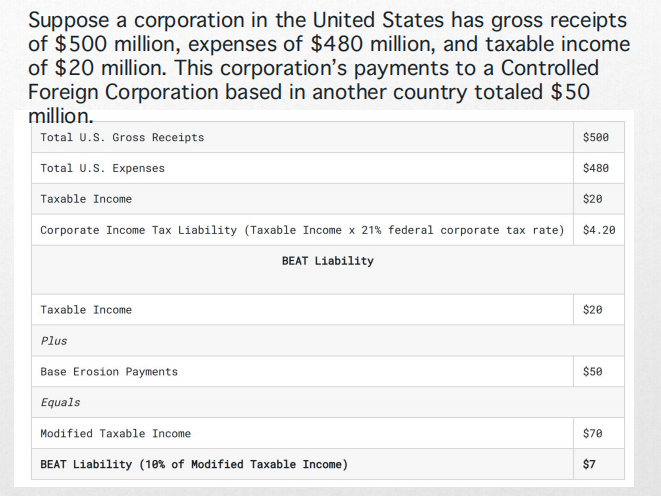 Suppose a corporation in the United States has gross receipts
of $500 million, expenses of $480 million, and taxable income
of $20 million. This corporation's payments to a Controlled
Foreign Corporation based in another country totaled $50
million.
Total U.S. Gross Receipts $500
Total U.S. Expenses $480
Taxable Income $20
Corporate Income Tax Liability (Taxable Income x 21% federal corporate tax rate) $4.20
BEAT Liability
Taxable Income $20
Plus
Base Erosion Payments $50
Equals
Modified Taxable Income $70
BEAT Liability (10% of Modified Taxable Income) $7